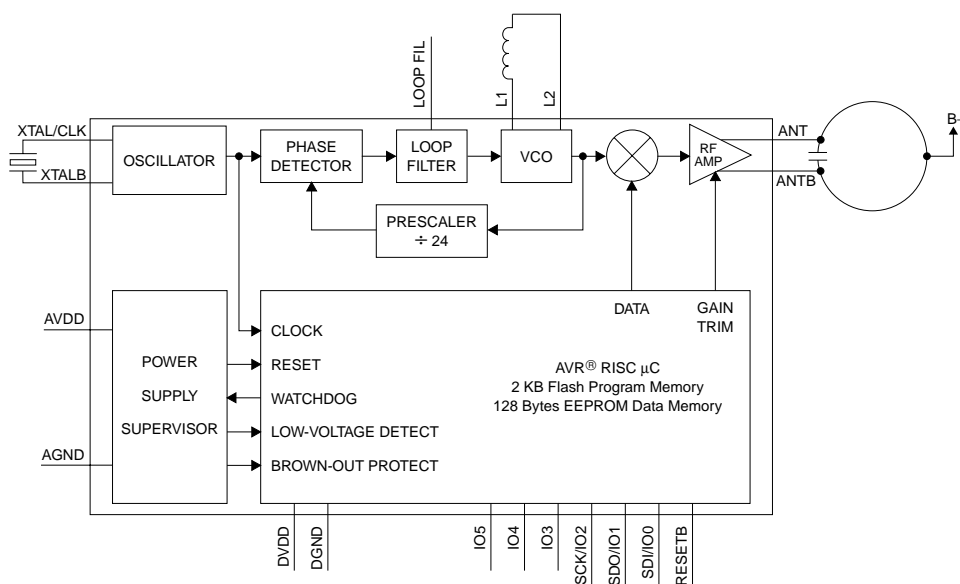 LOOP FIL
L1
L2
XTAL/CLK
XTALB
OSCILLATOR
PHASE
DETECTOR
LOOP
FILTER
VCO
RF
AMP
ANT
ANTB
B+
PRESCALER
÷ 24
DATA
GAIN
TRIM
AVDD
AGND
POWER
SUPPLY
SUPERVISOR
CLOCK
RESET
WATCHDOG
LOW-VOLTAGE DETECT
BROWN-OUT PROTECT
AVR® RISC µC
2 KB Flash Program Memory
128 Bytes EEPROM Data Memory
DVDD
DGND
IO5
IO4
IO3
SCK/IO2
SDO/IO1
SDI/IO0
RESETB